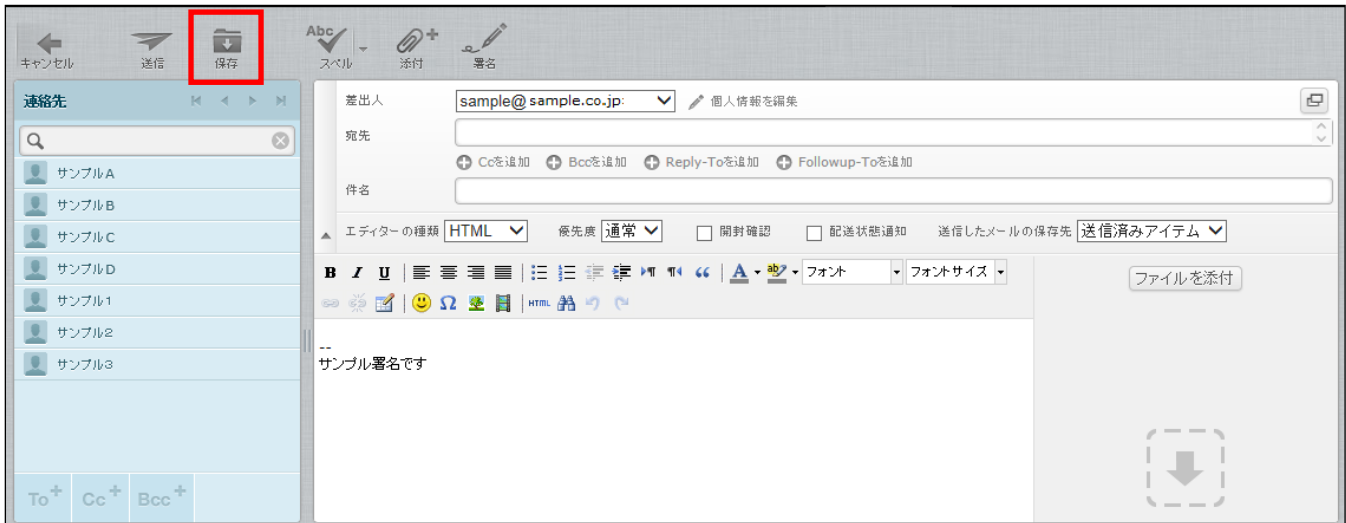 Abc
キャンセル 送信 保存 スペル 添付 署名
連絡先
サンプルA
サンプルB
サンプルC
サンプルD
サンプル1
サンプル2
サンプル3
To+ Cc+ Bcc+
差出人 sample@sample.co.jp: 個人情報を編集
宛先
Ccを追加 Bccを追加 Reply-Toを追加 Followup-Toを追加
件名
エディターの種類 HTML 優先度 通常 開封確認 配送状態通知 送信したメールの保存先 送信済みアイテム
B I U A ab フォント フォントサイズ
Ω HTML
--
サンプル署名です
ファイルを添付